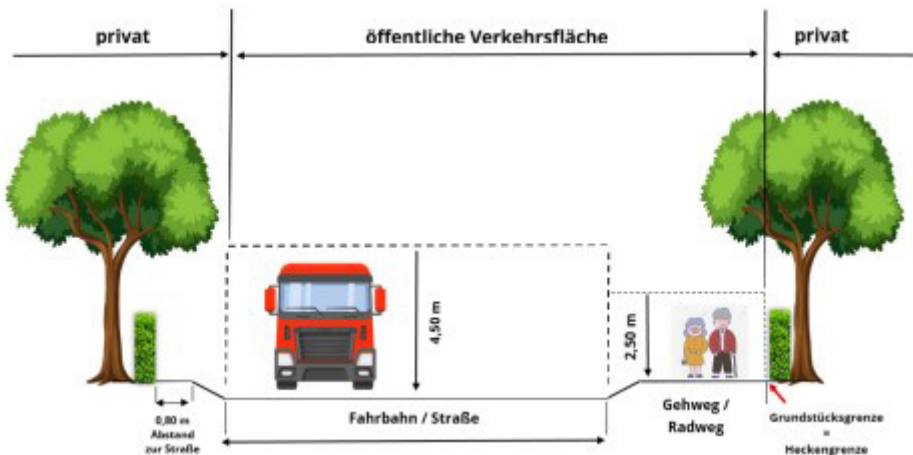 privat
öffentliche Verkehrsfläche
privat
4,50 m
2,50 m
0,80 m
Abstand
zur Straße
Fahrbahn / Straße
Gehweg /
Radweg
Grundstücksgrenze
=
Heckengrenze